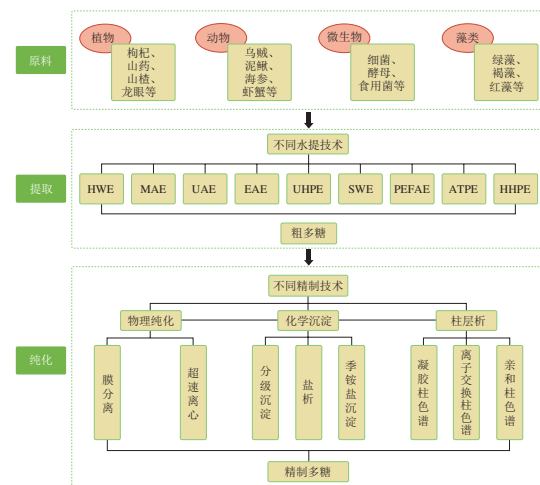 植物
动物
微生物
藻类
原料
枸杞、
山药、
山楂、
龙眼等
乌贼、
泥鳅、
海参、
虾蟹等
细菌、
酵母、
食用菌等
绿藻、
褐藻、
红藻等
不同水提技术
提取
HWE
MAE
UAE
EAE
UHPE
SWE
PEFAE
ATPE
HHPE
粗多糖
不同精制技术
物理纯化
化学沉淀
柱层析
纯化
膜分离
超速离心
分级沉淀
盐析
季铵盐沉淀
凝胶柱色谱
离子交换柱色谱
亲和柱色谱
精制多糖